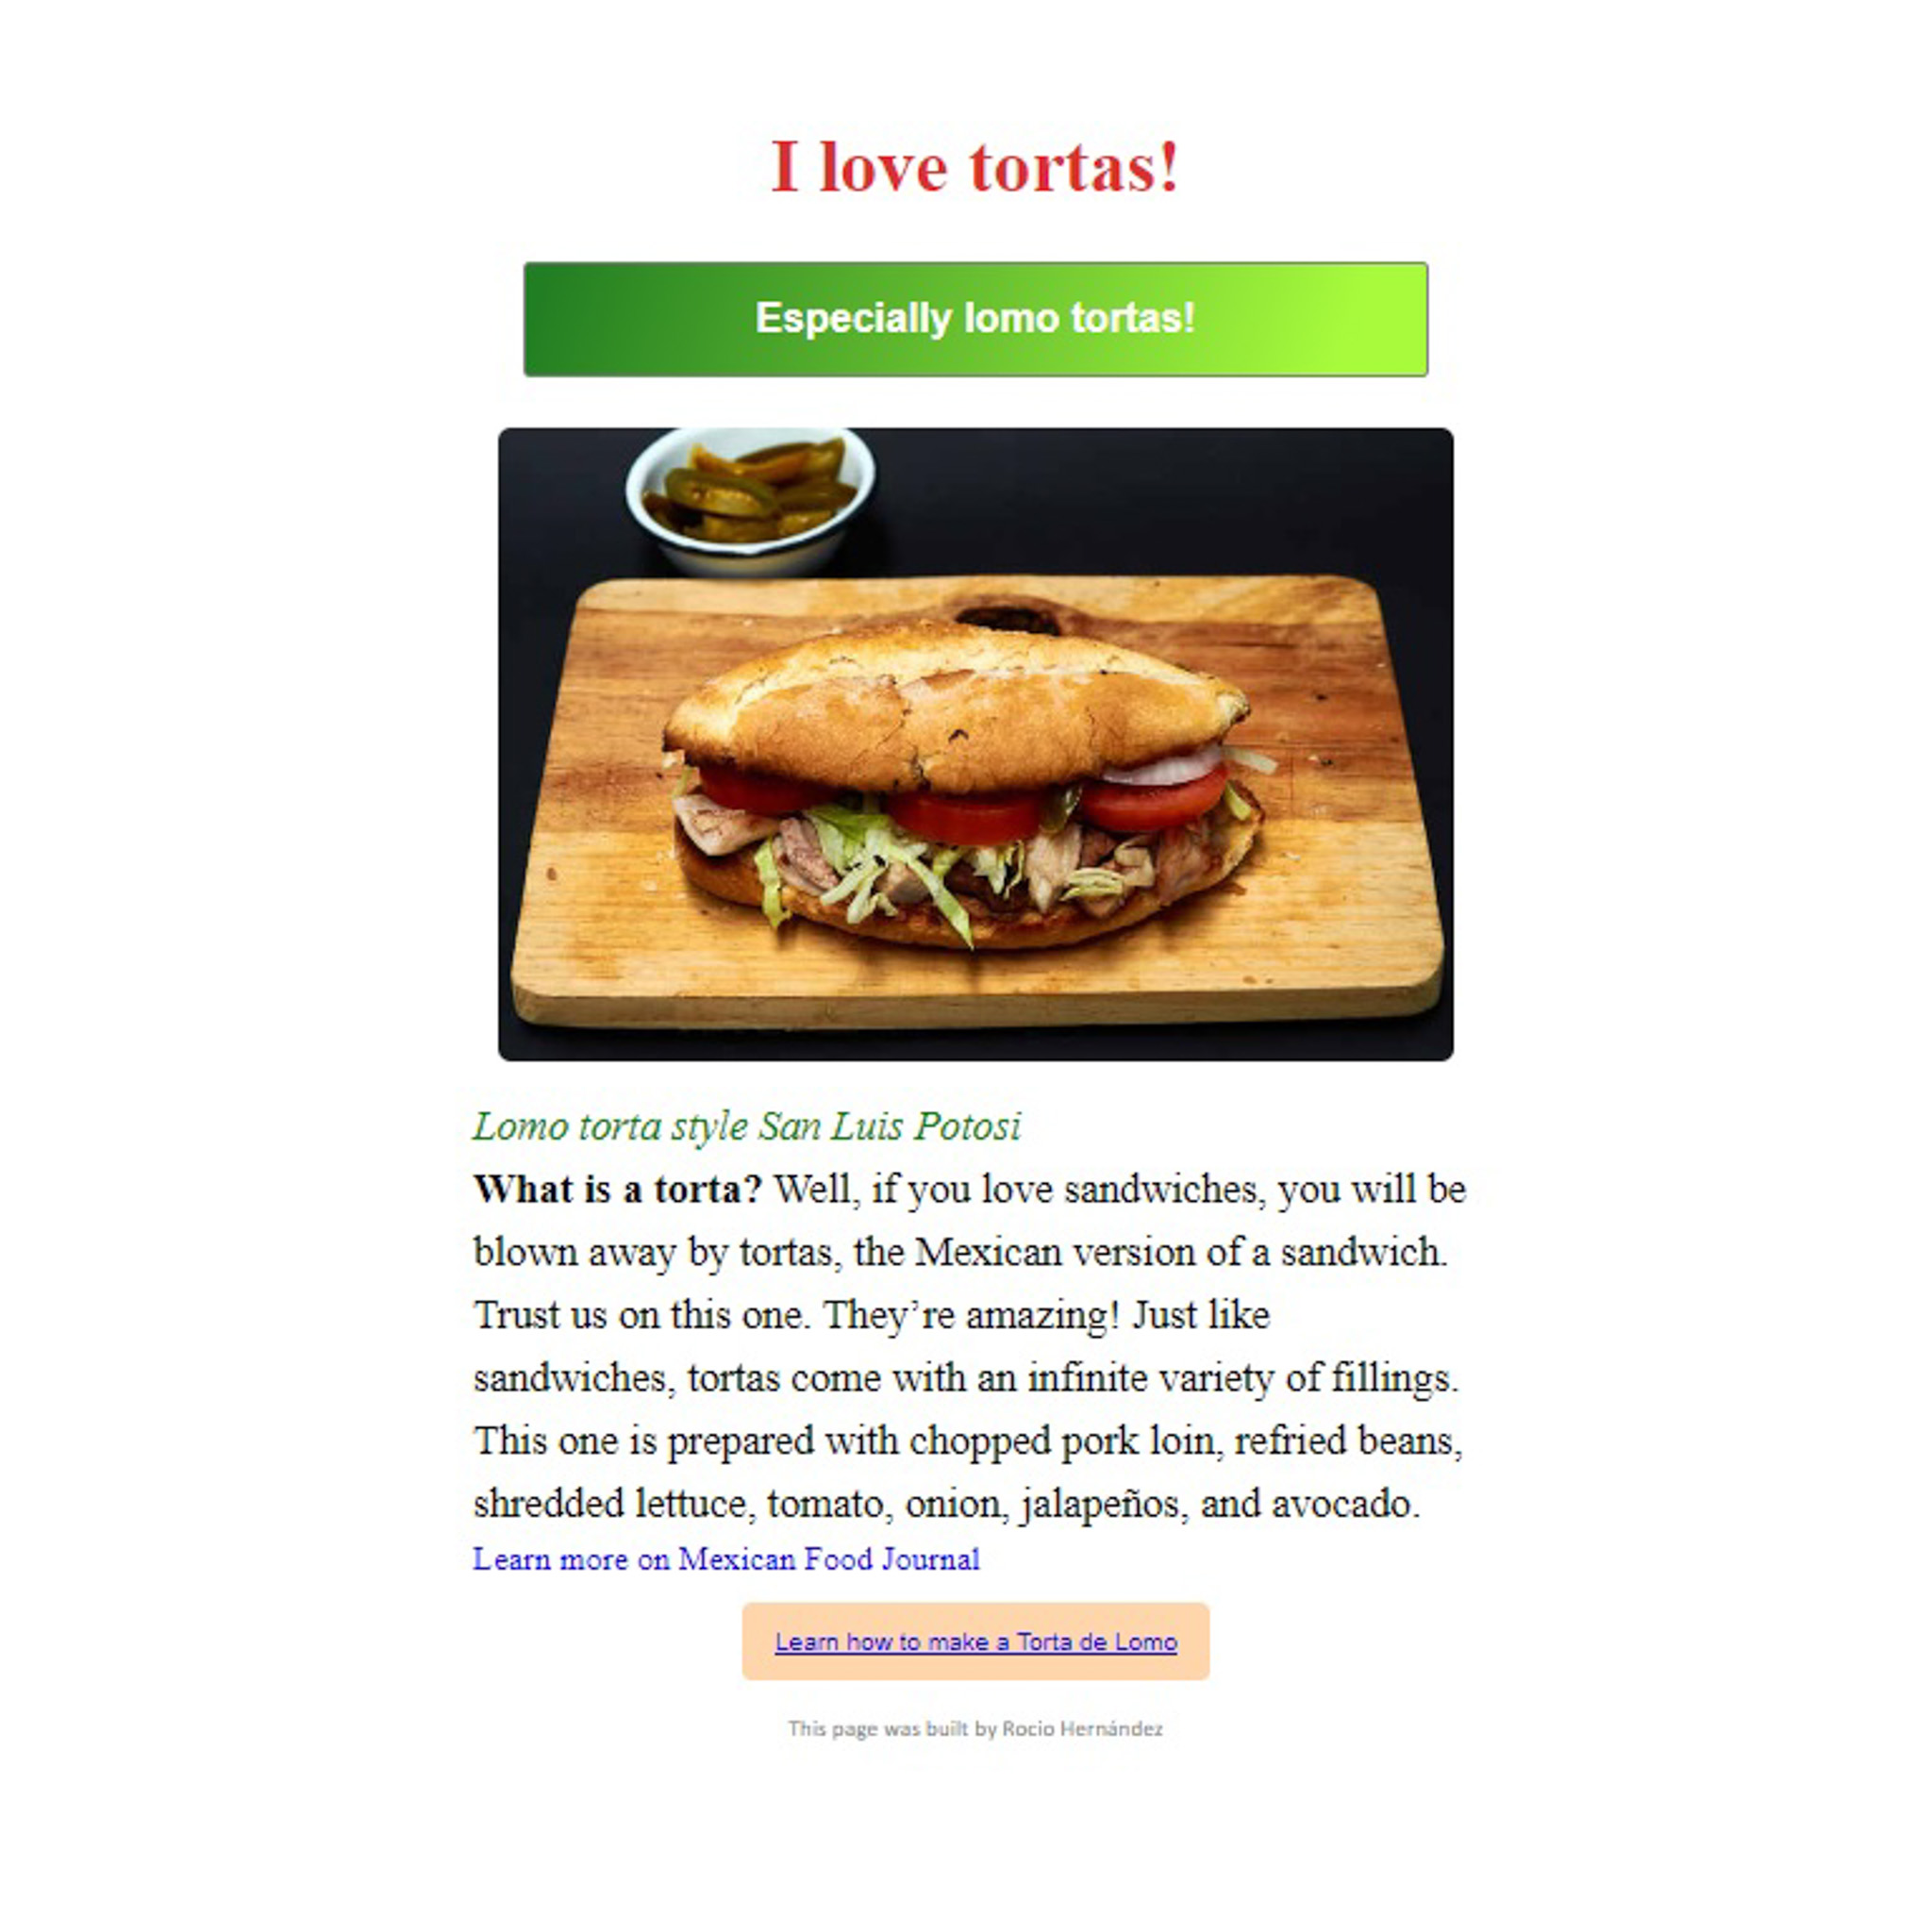 I love tortas!
Especially lomo tortas!
Lomo torta style San Luis Potosi
What is a torta? Well, if you love sandwiches, you will be
blown away by tortas, the Mexican version of a sandwich.
Trust us on this one. They’re amazing! Just like
sandwiches, tortas come with an infinite variety of fillings.
This one is prepared with chopped pork loin, refried beans,
shredded lettuce, tomato, onion, jalapeños, and avocado.
Learn more on Mexican Food Journal
Learn how to make a Torta de Lomo
This page was built by Rocio Hernández